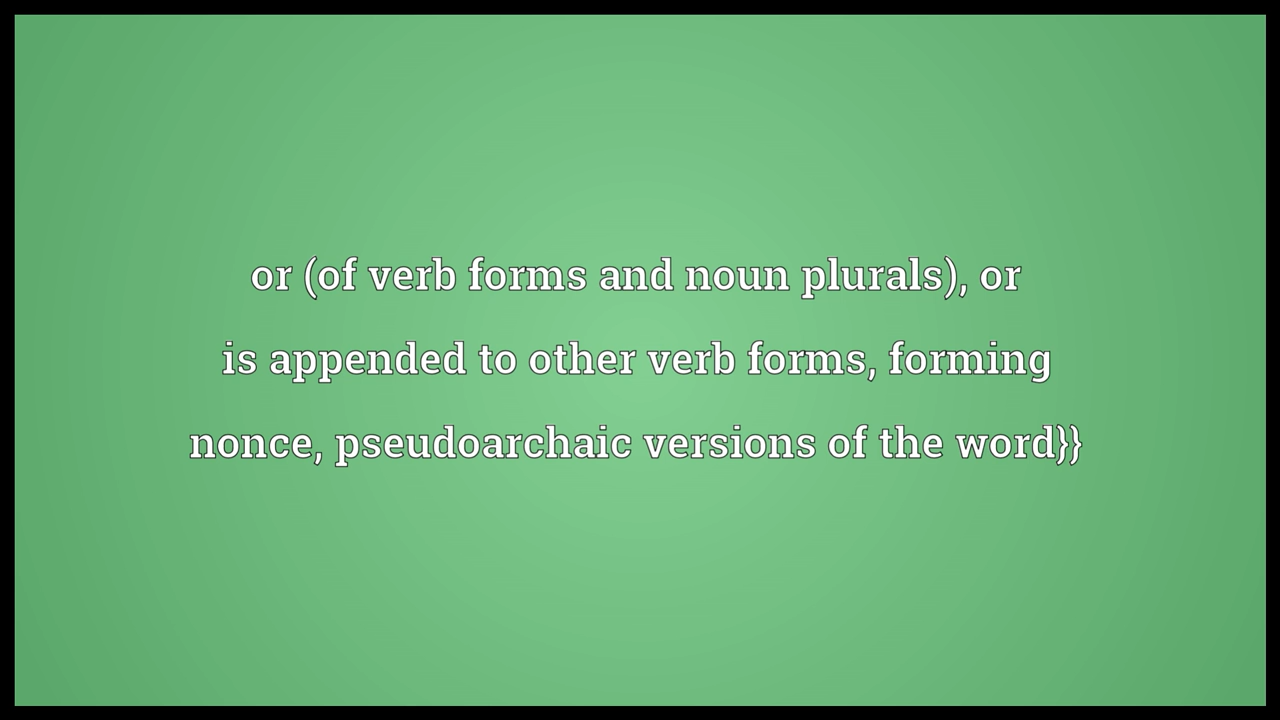 or (of verb forms and noun plurals), or
is appended to other verb forms, forming
nonce, pseudoarchaic versions of the word}}